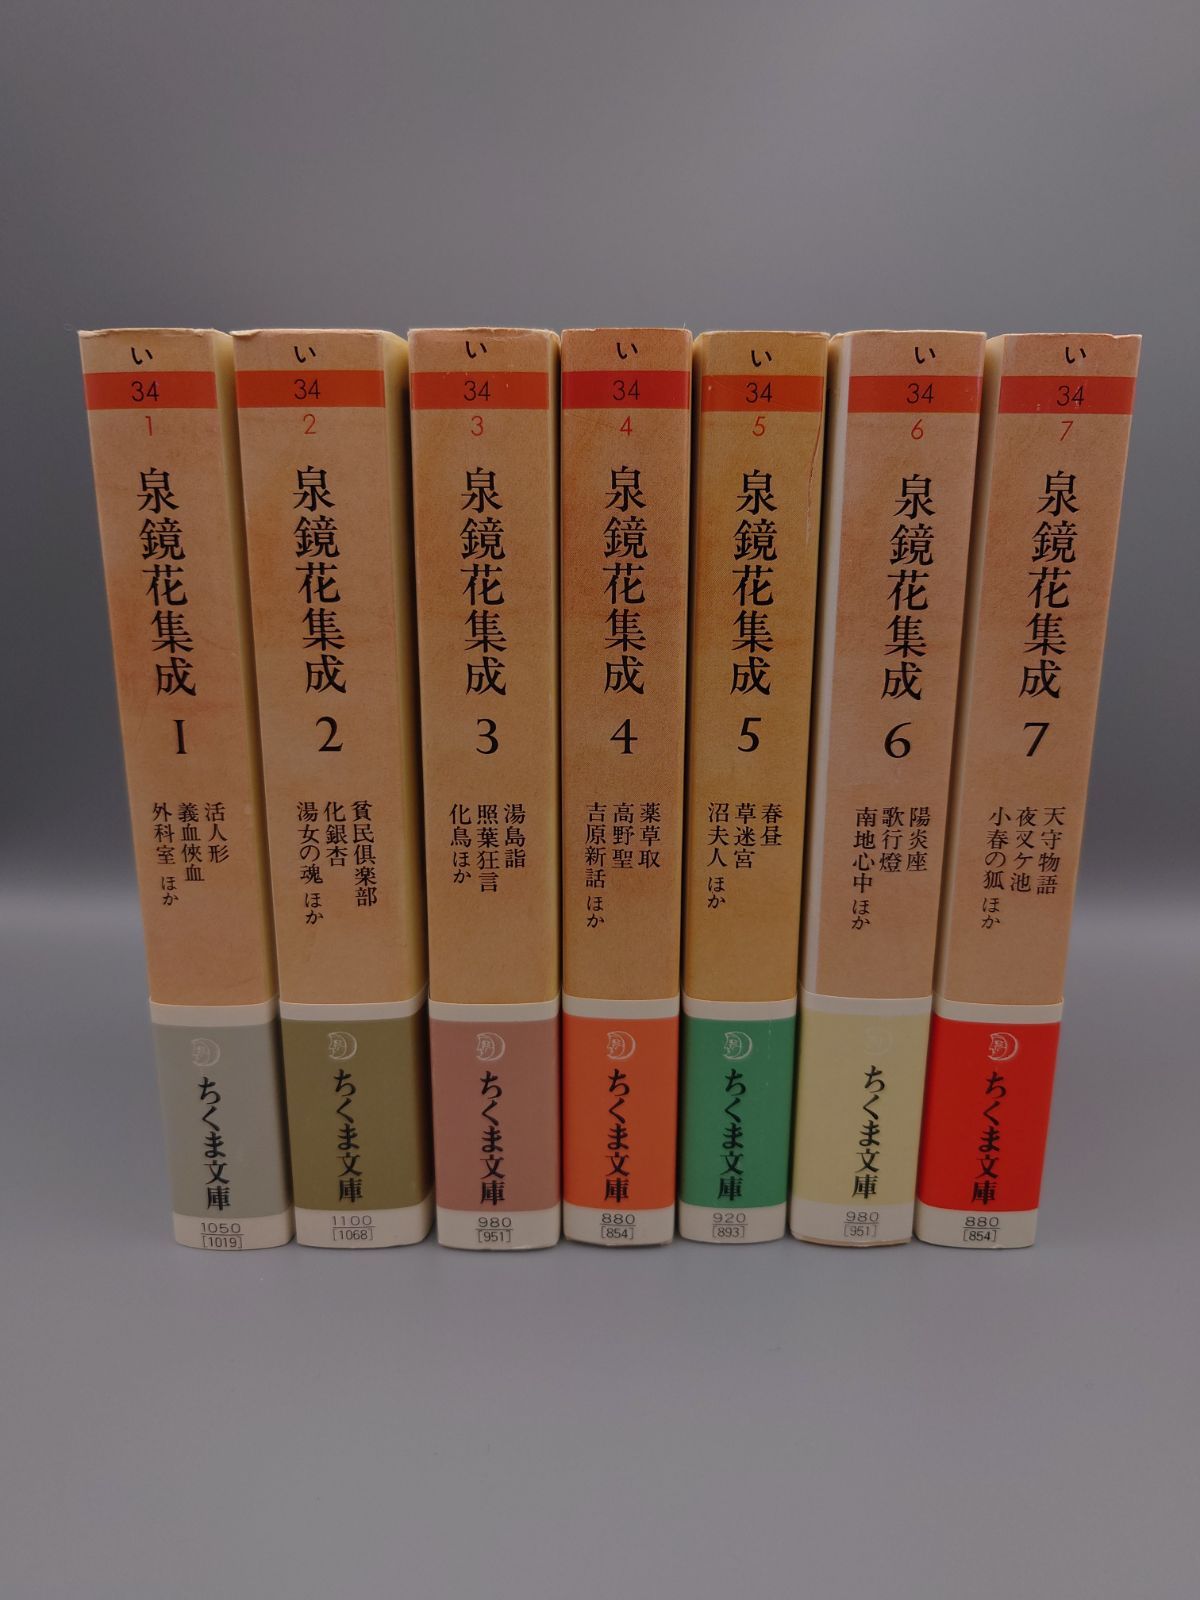 い
34
1
泉鏡花集成
1
活人形
義血侠血
外科室 ほか
ちくま文庫
1050
[1019]
い
34
2
泉鏡花集成
2
貧民倶楽部
化銀杏
湯女の魂 ほか
ちくま文庫
1100
[1068]
い
34
3
泉鏡花集成
3
湯島詣
照葉狂言
化鳥 ほか
ちくま文庫
980
[951]
い
34
4
泉鏡花集成
4
薬草取
高野聖
吉原新話 ほか
ちくま文庫
880
[854]
い
34
5
泉鏡花集成
5
春昼
草迷宮
沼夫人 ほか
ちくま文庫
920
[893]
い
34
6
泉鏡花集成
6
陽炎座
歌行燈
南地心中 ほか
ちくま文庫
980
[951]
い
34
7
泉鏡花集成
7
天守物語
夜叉ケ池
小春の狐 ほか
ちくま文庫
880
[854]